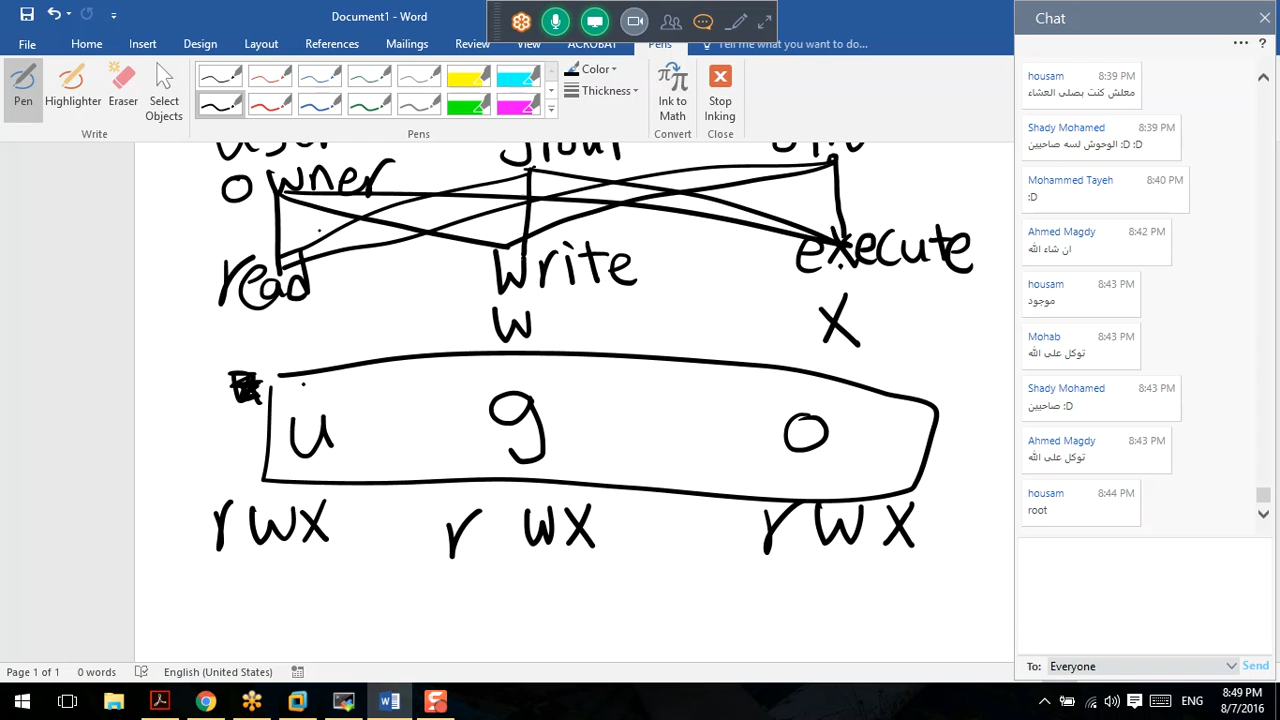 Document1 - Word
File Home Insert Design Layout References Mailings Review View ACROBAT Pens Tell me what you want to do...
Pen Highlighter Eraser Select Objects
Color
Thickness
Ink to Math
Stop Inking
Write Pens Convert Close
owner
read write execute
w x
u g o
rwx r wx r w x
Chat
housam 8:39 PM
معلش كنت بصلى العشاء
Shady Mohamed 8:39 PM
الوحوش لسه صاحيين :D :D
Mohammed Tayeh 8:40 PM
:D
Ahmed Magdy 8:42 PM
ان شاء الله
housam 8:43 PM
موجود
Mohab 8:43 PM
توكل على الله
Shady Mohamed 8:43 PM
صاحيين :D
Ahmed Magdy 8:43 PM
توكل على الله
housam 8:44 PM
root
To: Everyone Send
Page 1 of 1 0 words English (United States)
ENG 8:49 PM
8/7/2016